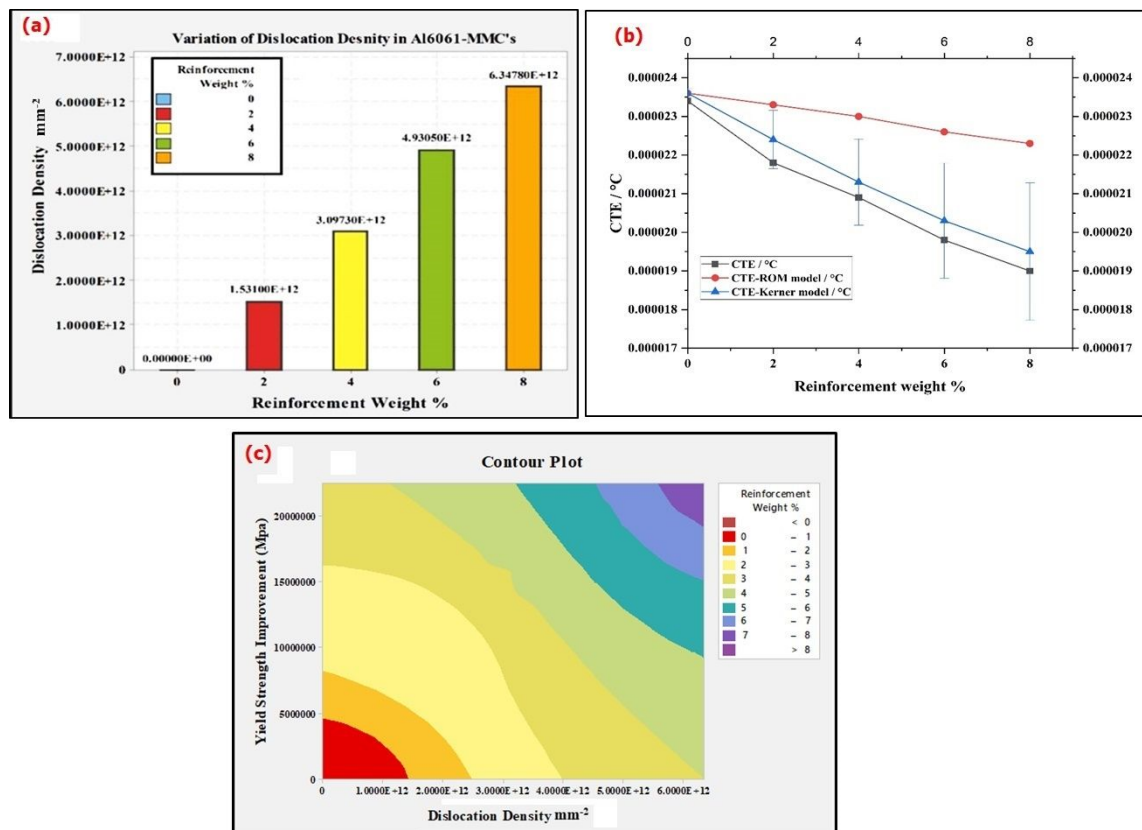 (a)
Variation of Dislocation Desnity in Al6061-MMC's
7.0000E+12
6.0000E+12
5.0000E+12
4.0000E+12
3.0000E+12
2.0000E+12
1.0000E+12
0
Dislocation Density mm-2
Reinforcement
Weight %
0
2
4
6
8
0.00000E+00
1.53100E+12
3.09730E+12
4.93050E+12
6.34780E+12
0 2 4 6 8
Reinforcement Weight %
(b)
0 2 4 6 8
0.000024
0.000023
0.000022
0.000021
0.000020
0.000019
0.000018
0.000017
CTE / °C
CTE / °C
CTE-ROM model / °C
CTE-Kerner model / °C
0.000024
0.000023
0.000022
0.000021
0.000020
0.000019
0.000018
0.000017
0 2 4 6 8
Reinforcement weight %
(c)
Contour Plot
Yield Strength Improvement (Mpa)
20000000
15000000
10000000
5000000
0
0 1.0000E+12 2.0000E+12 3.0000E+12 4.0000E+12 5.0000E+12 6.0000E+12
Dislocation Density mm-2
Reinforcement
Weight %
< 0
0 – 1
1 – 2
2 – 3
3 – 4
4 – 5
5 – 6
6 – 7
7 – 8
> 8